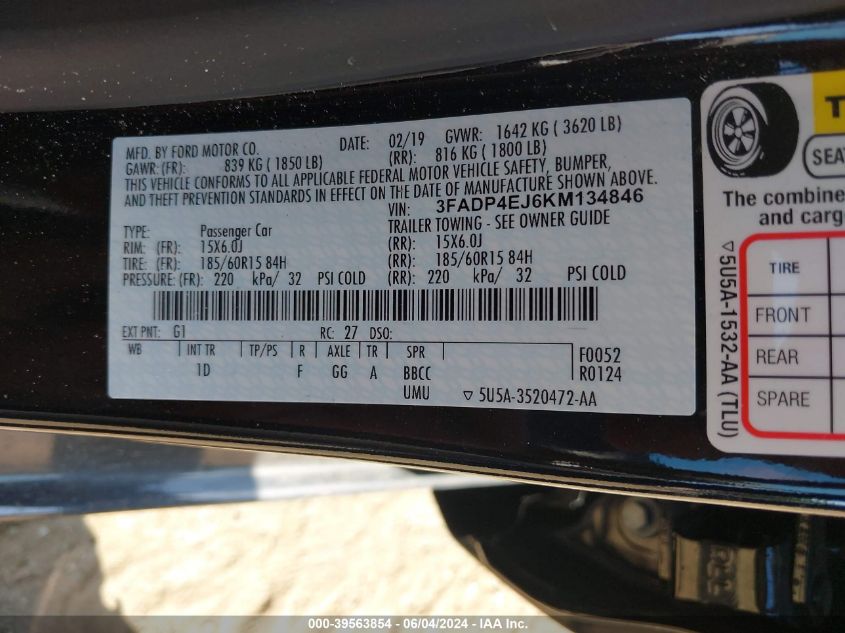 MFD. BY FORD MOTOR CO. DATE: 02/19 GVWR: 1642 KG ( 3620 LB)
GAWR: (FR): 839 KG ( 1850 LB) (RR): 816 KG ( 1800 LB)
THIS VEHICLE CONFORMS TO ALL APPLICABLE FEDERAL MOTOR VEHICLE SAFETY, BUMPER,
AND THEFT PREVENTION STANDARDS IN EFFECT ON THE DATE OF MANUFACTURE SHOWN ABOVE.
VIN: 3FADP4EJ6KM134846
TYPE: Passenger Car TRAILER TOWING - SEE OWNER GUIDE
RIM: (FR): 15X6.0J (RR): 15X6.0J
TIRE: (FR): 185/60R15 84H (RR): 185/60R15 84H
PRESSURE: (FR): 220 kPa/ 32 PSI COLD (RR): 220 kPa/ 32 PSI COLD
EXT PNT: G1 RC: 27 DSO:
WB INT TR TP/PS R AXLE TR SPR F0052
1D F GG A BBCC R0124
UMU ▽ 5U5A-3520472-AA
T
SEAT
The combine
and carg
TIRE
FRONT
REAR
SPARE
▽5U5A-1532-AA (TLU)
000-39563854 - 06/04/2024 - IAA Inc.